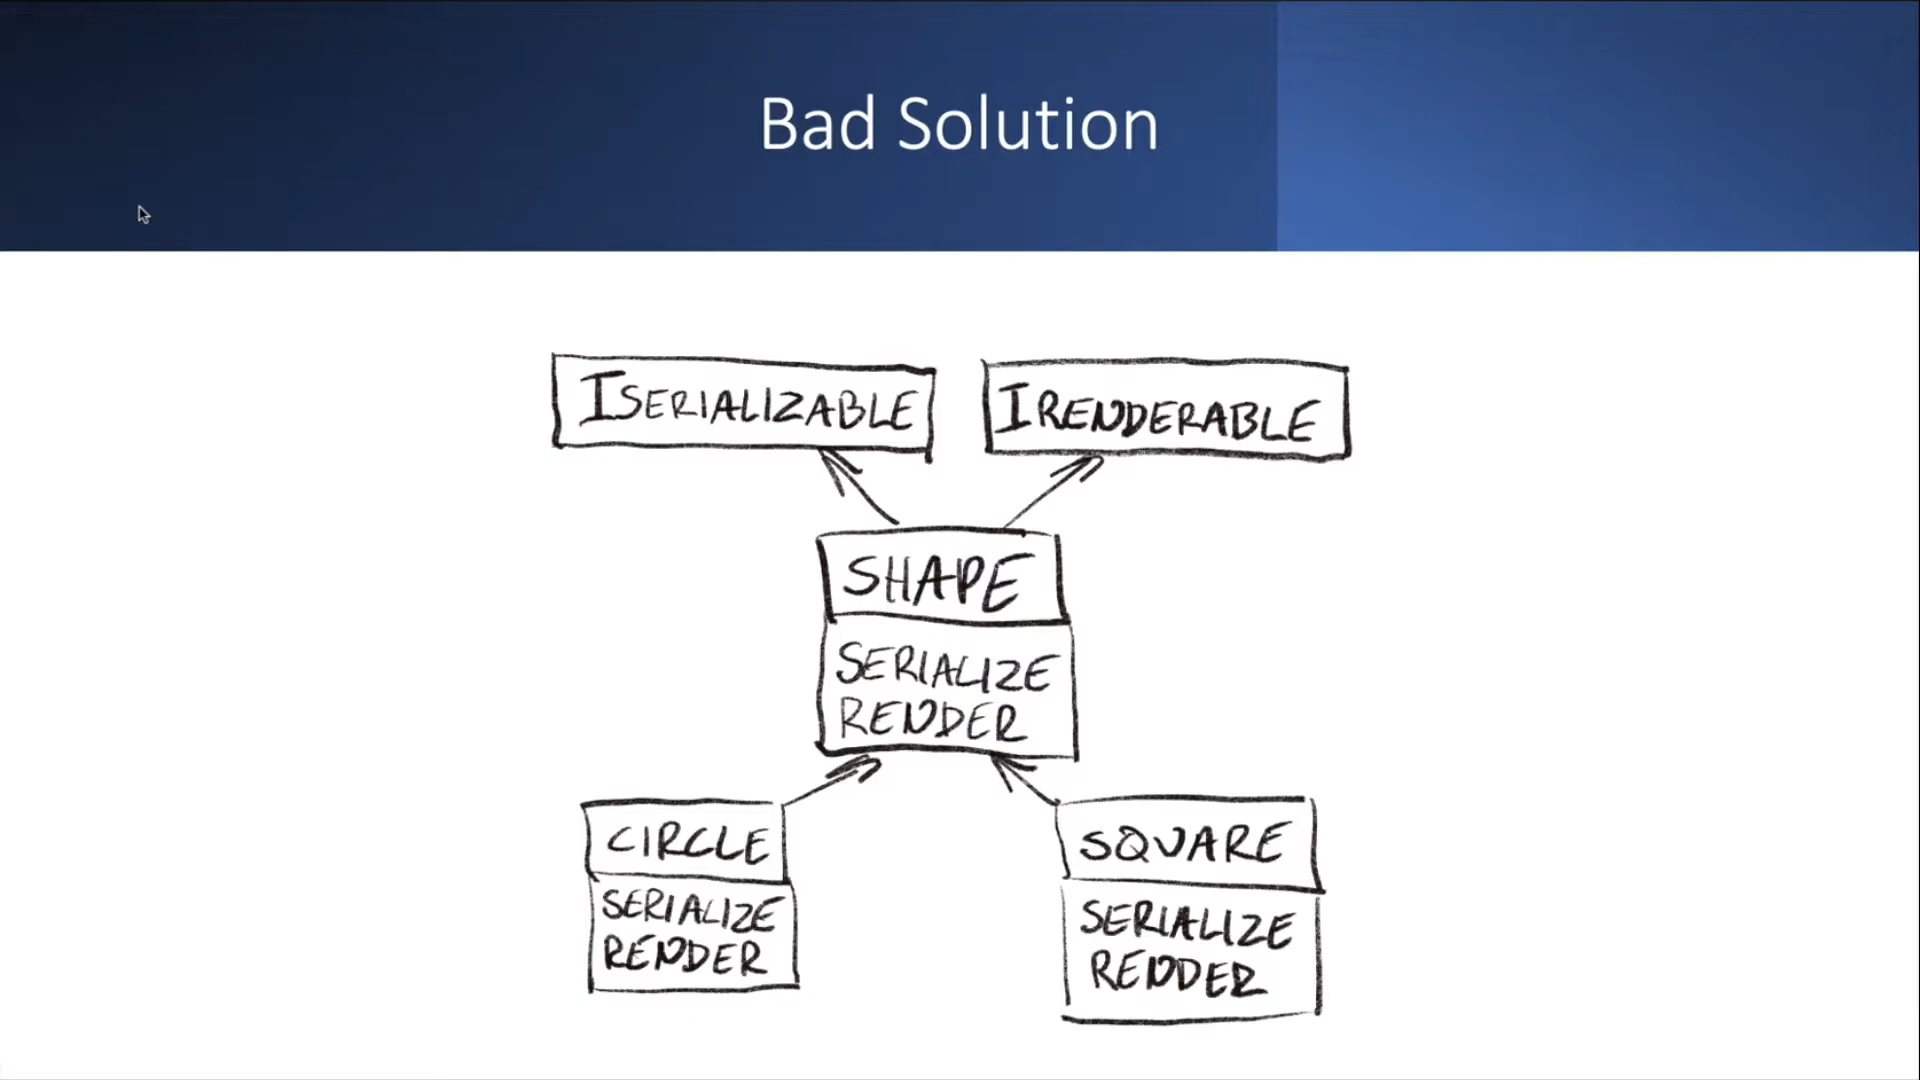 Bad Solution
ISERIALIZABLE
IRENDERABLE
SHAPE
SERIALIZE
RENDER
CIRCLE
SERIALIZE
RENDER
SQUARE
SERIALIZE
RENDER